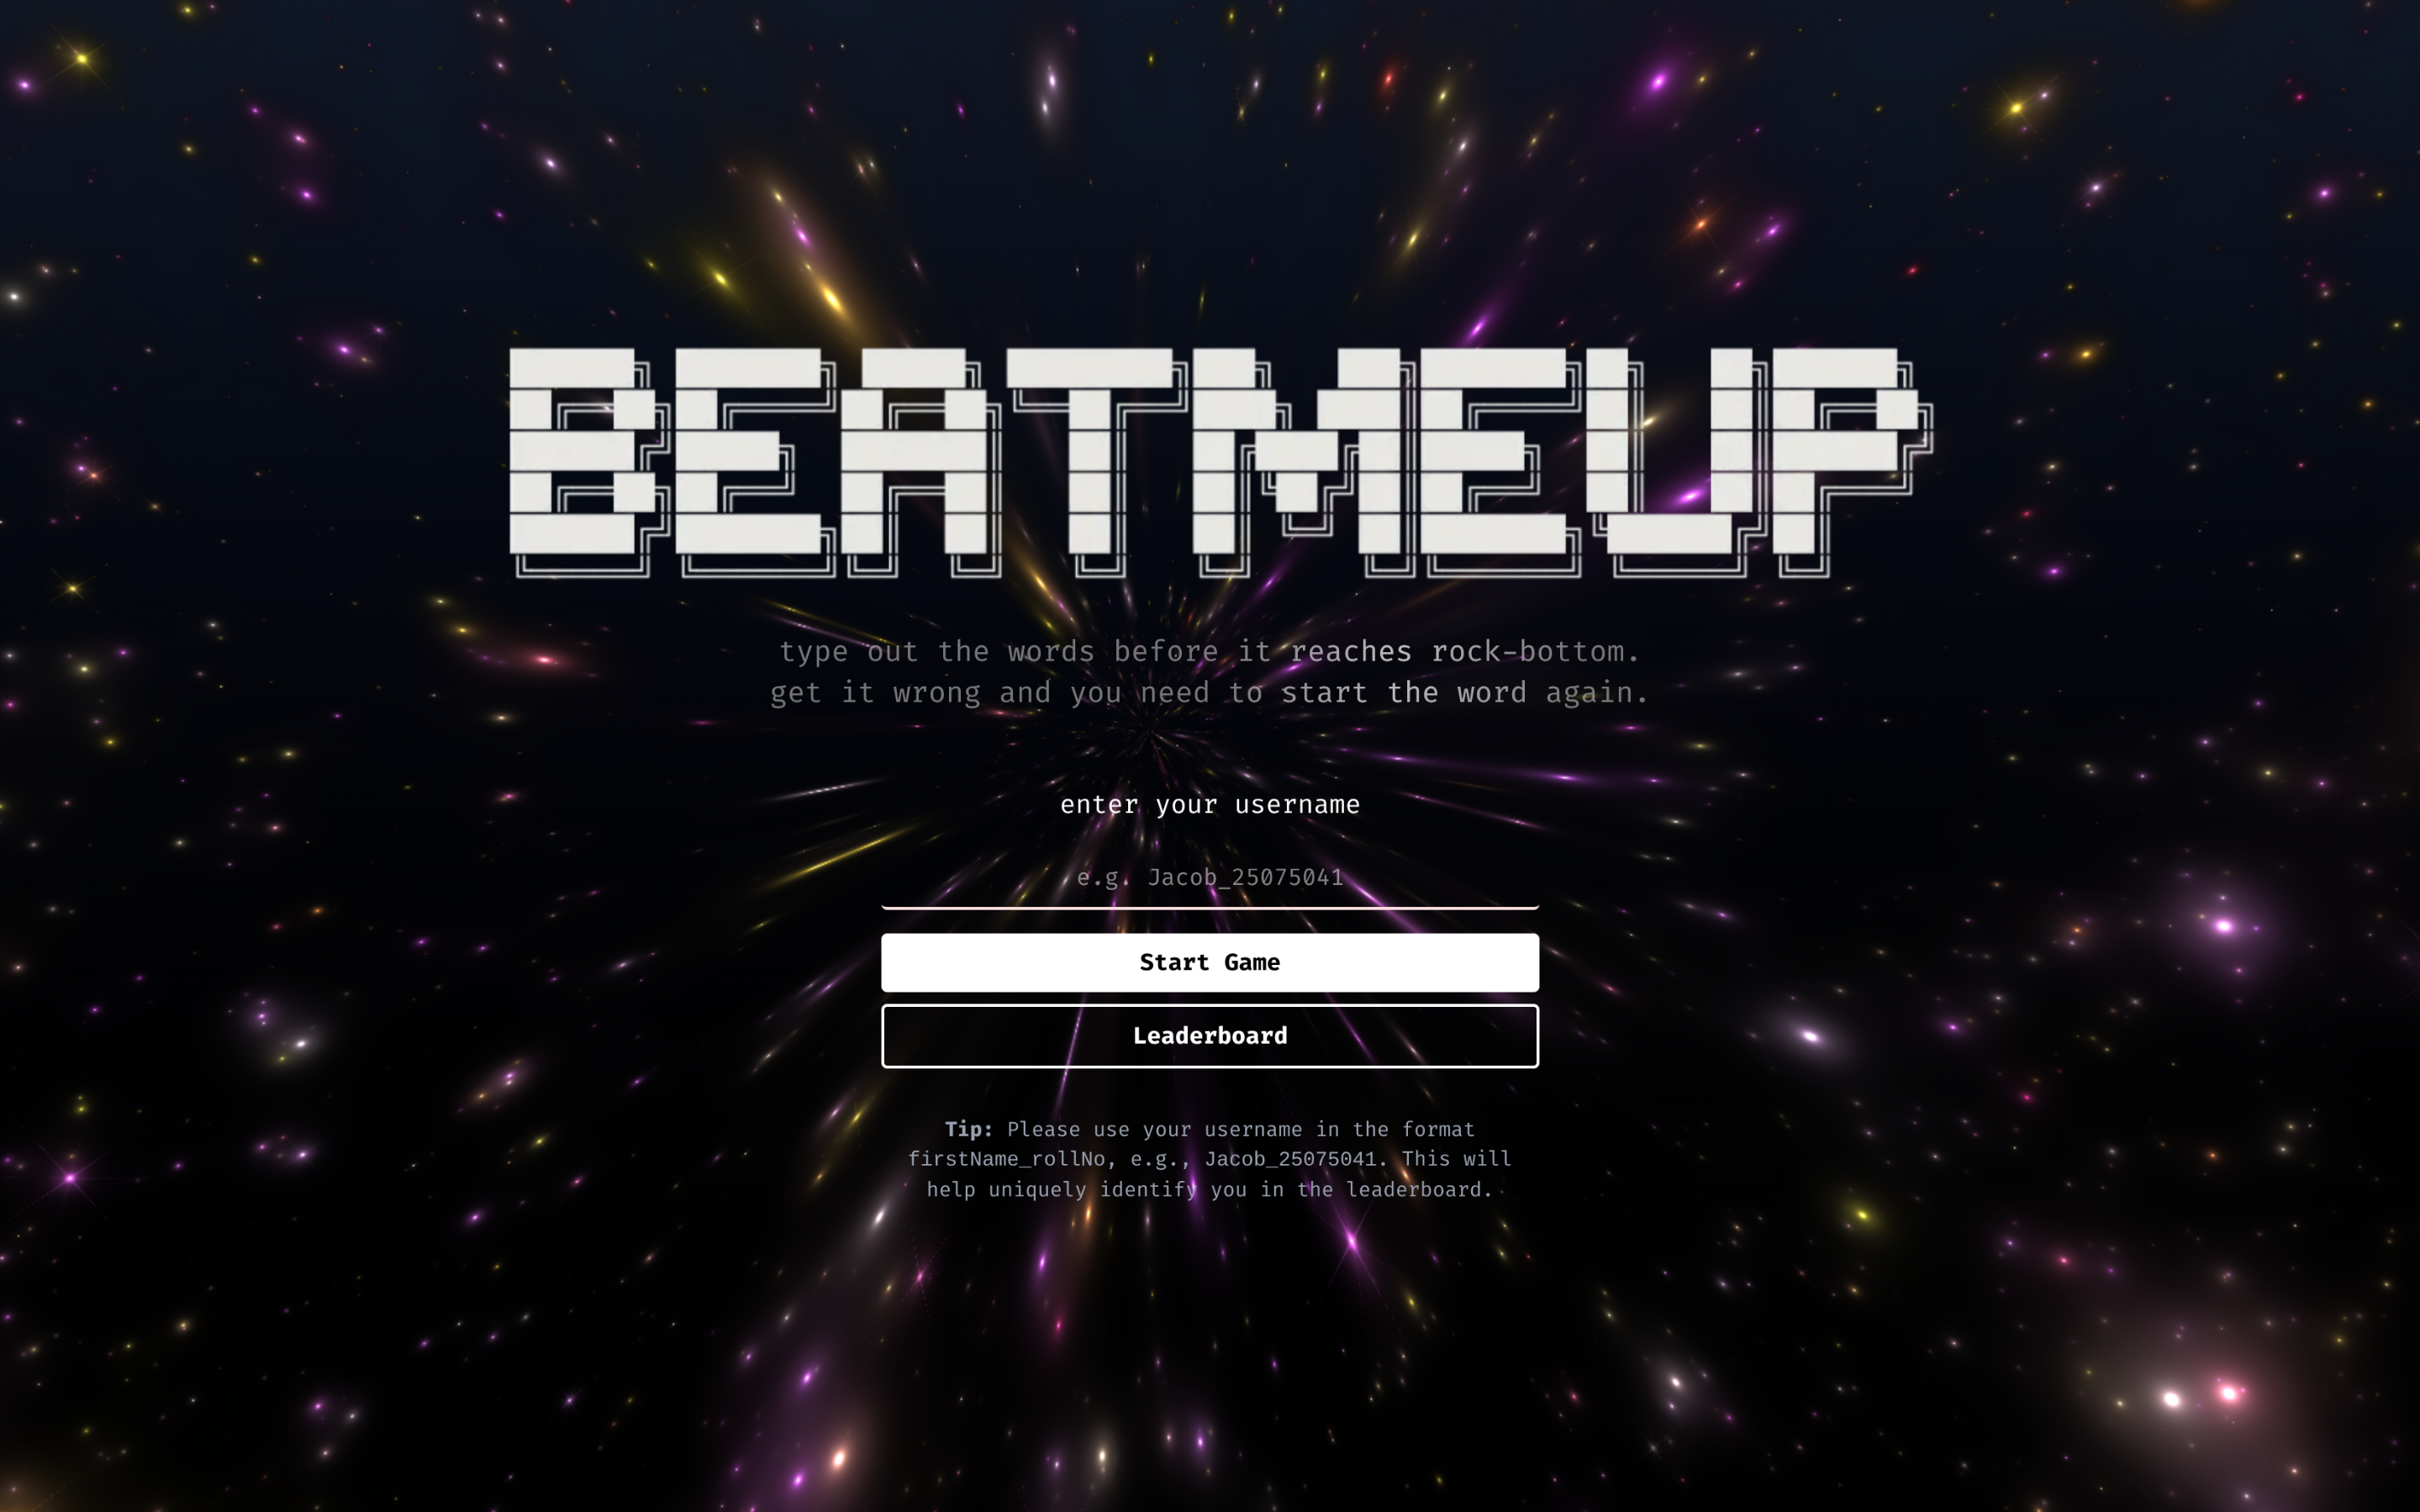 BEATMEUP
type out the words before it reaches rock-bottom.
get it wrong and you need to start the word again.
enter your username
e.g. Jacob_25075041
Start Game
Leaderboard
Tip: Please use your username in the format
firstName_rollNo, e.g., Jacob_25075041. This will
help uniquely identify you in the leaderboard.